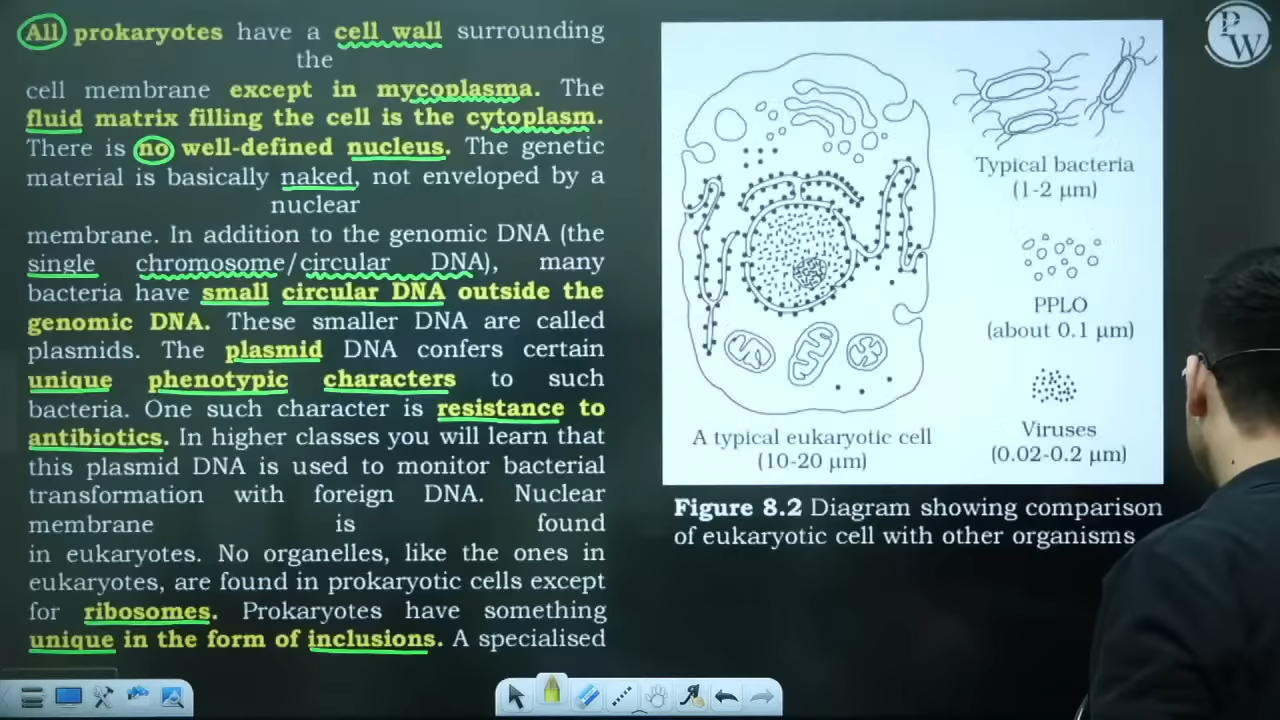 All prokaryotes have a cell wall surrounding
the
cell membrane except in mycoplasma. The
fluid matrix filling the cell is the cytoplasm.
There is no well-defined nucleus. The genetic
material is basically naked, not enveloped by a
nuclear
membrane. In addition to the genomic DNA (the
single chromosome/circular DNA), many
bacteria have small circular DNA outside the
genomic DNA. These smaller DNA are called
plasmids. The plasmid DNA confers certain
unique phenotypic characters to such
bacteria. One such character is resistance to
antibiotics. In higher classes you will learn that
this plasmid DNA is used to monitor bacterial
transformation with foreign DNA. Nuclear
membrane is found
in eukaryotes. No organelles, like the ones in
eukaryotes, are found in prokaryotic cells except
for ribosomes. Prokaryotes have something
unique in the form of inclusions. A specialised
A typical eukaryotic cell
(10-20 μm)
Typical bacteria
(1-2 μm)
PPLO
(about 0.1 μm)
Viruses
(0.02-0.2 μm)
Figure 8.2 Diagram showing comparison
of eukaryotic cell with other organisms
P
W